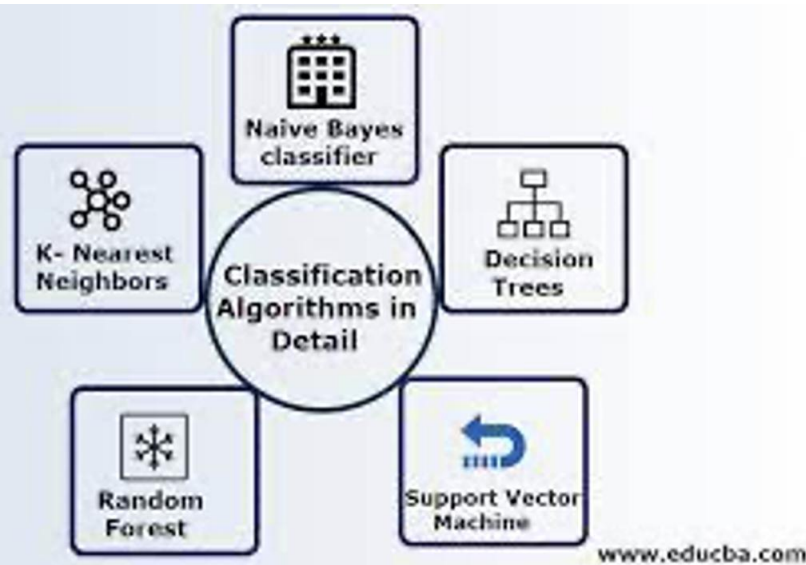 Naive Bayes
classifier
K- Nearest
Neighbors
Decision
Trees
Classification
Algorithms in
Detail
Random
Forest
Support Vector
Machine
www.educba.com